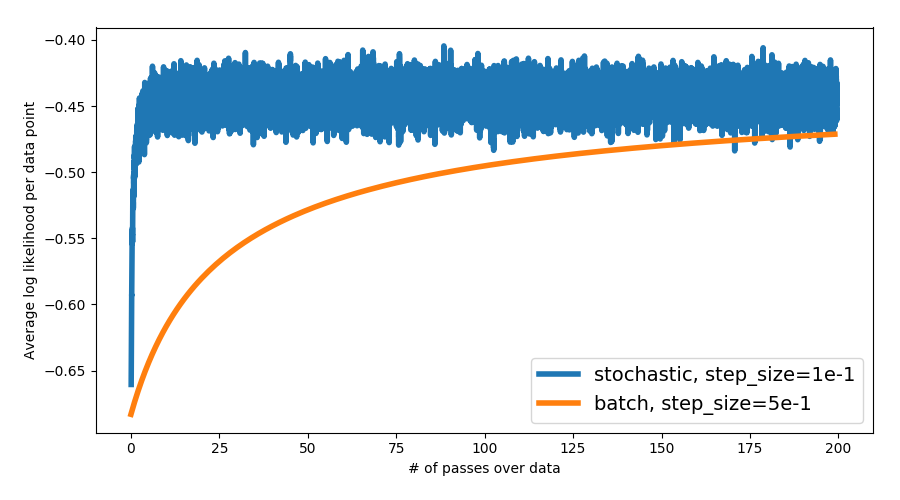 −0.40
−0.45
−0.50
−0.55
−0.60
−0.65
Average log likelihood per data point
stochastic, step_size=1e-1
batch, step_size=5e-1
0 25 50 75 100 125 150 175 200
# of passes over data